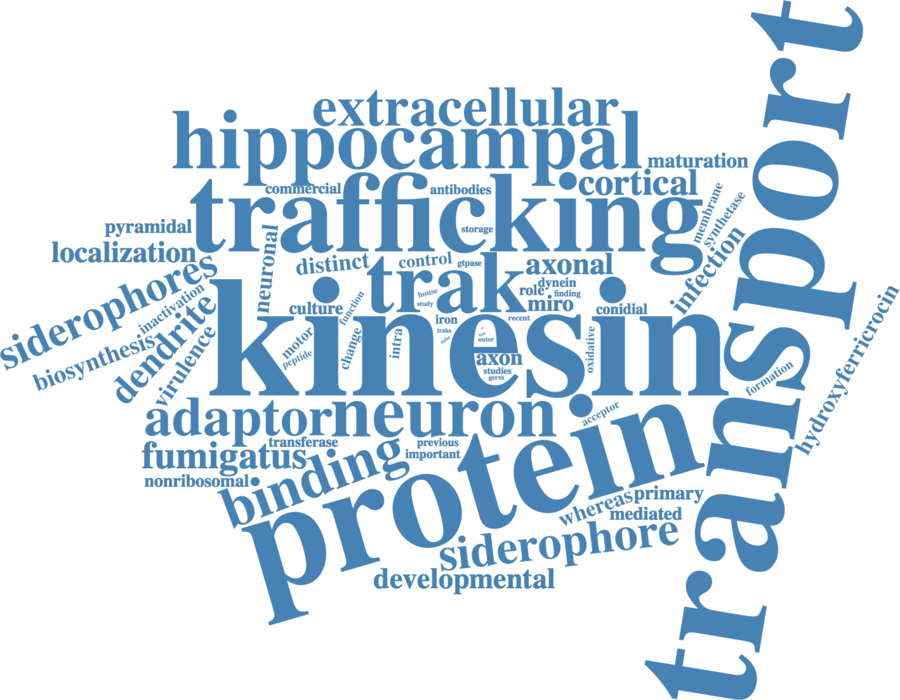 transport
extracellular
hippocampal
maturation
commercial
antibodies
cortical
trafficking
membrane
synthetase
storage
pyramidal
localization
neuronal
distinct
control
gtpase
axonal
infection
siderophores
inactivation
trak
dynein
role
finding
house
study
miro
culture
function
conidial
biosynthesis
dendrite
virulence
kinesin
motor
peptide
change
intra
iron
recent
traks
outer
oxidative
axon
studies
germ
formation
hydroxyferricrocin
adaptor
neuron
acceptor
transferase
previous
important
fumigatus
nonribosomal
binding
protein
whereas
primary
mediated
siderophore
developmental